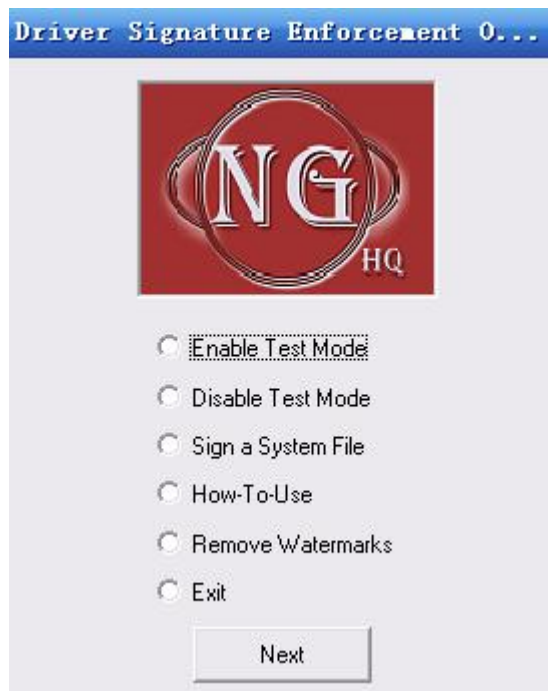 Driver Signature Enforcement O...
NG
HQ
Enable Test Mode
Disable Test Mode
Sign a System File
How-To-Use
Remove Watermarks
Exit
Next